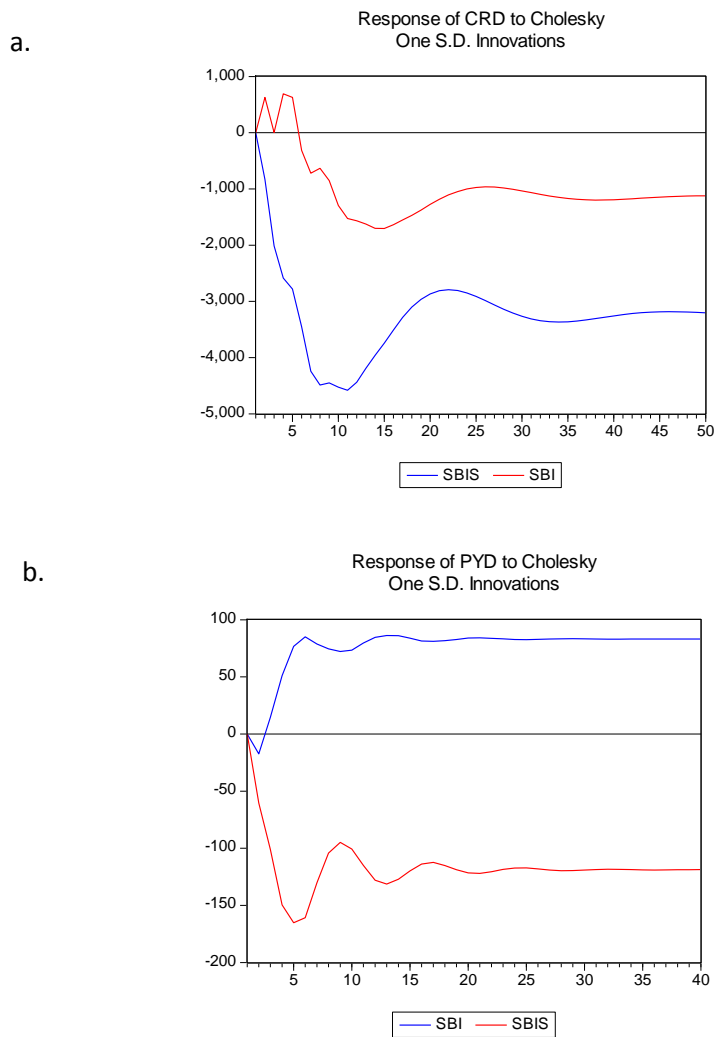 a.
Response of CRD to Cholesky
One S.D. Innovations
1,000
0
-1,000
-2,000
-3,000
-4,000
-5,000
5 10 15 20 25 30 35 40 45 50
SBIS SBI
b.
Response of PYD to Cholesky
One S.D. Innovations
100
50
0
-50
-100
-150
-200
5 10 15 20 25 30 35 40
SBI SBIS